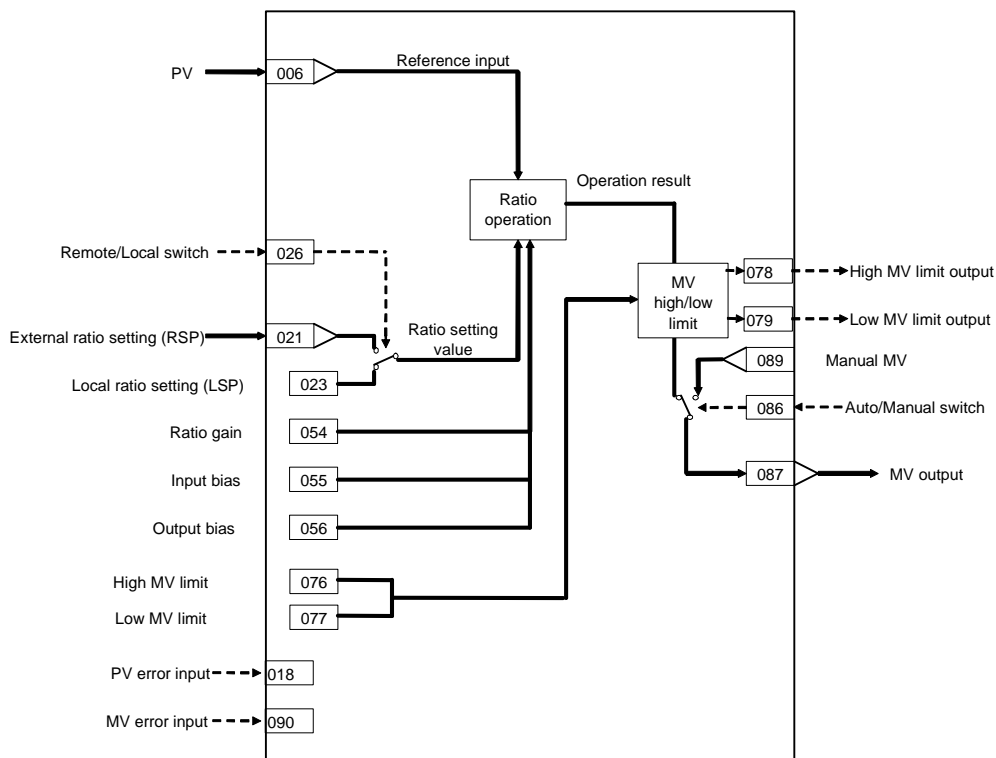 PV
006
Reference input
Ratio
operation
Operation result
Remote/Local switch
026
MV
high/low
limit
078
High MV limit output
079
Low MV limit output
External ratio setting (RSP)
021
Ratio setting
value
Local ratio setting (LSP)
023
089
Manual MV
086
Auto/Manual switch
Ratio gain
054
Input bias
055
087
MV output
Output bias
056
High MV limit
076
Low MV limit
077
PV error input
018
MV error input
090